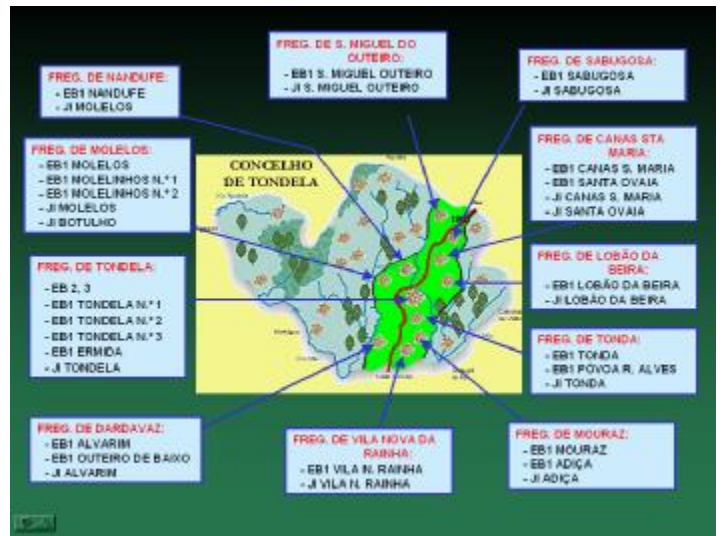 FREG. DE S. MIGUEL DO
OUTEIRO:
- EB1 S. MIGUEL OUTEIRO
- JI S. MIGUEL OUTEIRO
FREG. DE SABUGOSA:
- EB1 SABUGOSA
- JI SABUGOSA
FREG. DE NANDUFE:
- EB1 NANDUFE
- JI MOLELOS
FREG. DE CANAS STA
MARIA:
- EB1 CANAS S. MARIA
- EB1 SANTA OVAIA
- JI CANAS S. MARIA
- JI SANTA OVAIA
FREG. DE MOLELOS:
- EB1 MOLELOS
- EB1 MOLELINHOS N.º 1
- EB1 MOLELINHOS N.º 2
- JI MOLELOS
- JI BOTULHO
CONCELHO
DE TONDELA
FREG. DE LOBÃO DA
BEIRA:
- EB1 LOBÃO DA BEIRA
- JI LOBÃO DA BEIRA
FREG. DE TONDELA:
- EB 2, 3
- EB1 TONDELA N.º 1
- EB1 TONDELA N.º 2
- EB1 TONDELA N.º 3
- EB1 ERMIDA
- JI TONDELA
FREG. DE TONDA:
- EB1 TONDA
- EB1 PÓVOA R. ALVES
- JI TONDA
FREG. DE DARDAVAZ:
- EB1 ALVARIM
- EB1 OUTEIRO DE BAIXO
- JI ALVARIM
FREG. DE VILA NOVA DA
RAINHA:
- EB1 VILA N. RAINHA
- JI VILA N. RAINHA
FREG. DE MOURAZ:
- EB1 MOURAZ
- EB1 ADIÇA
- JI ADIÇA